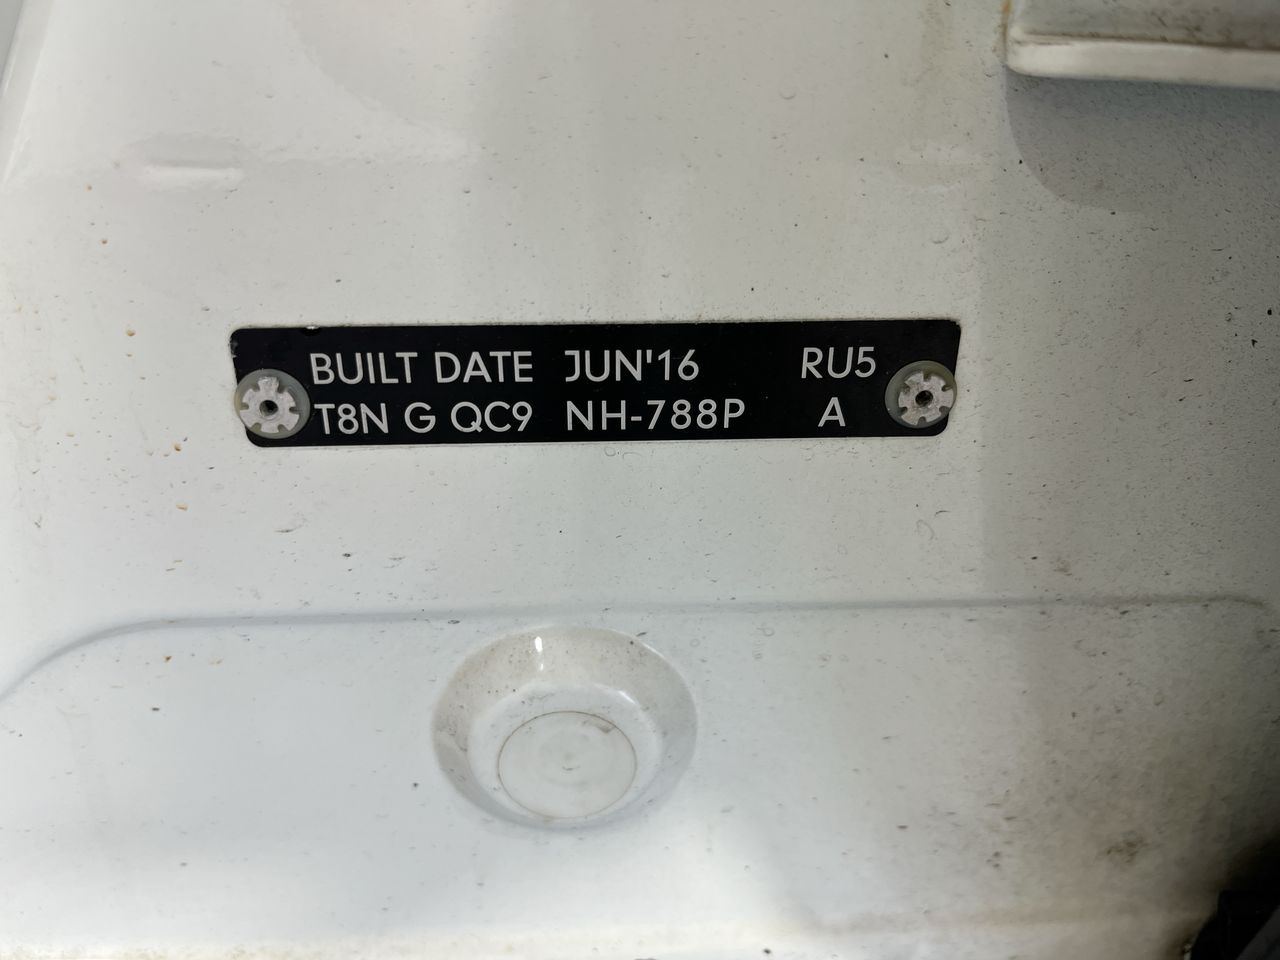 BUILT DATE JUN'16 RU5
T8N G QC9 NH-788P A